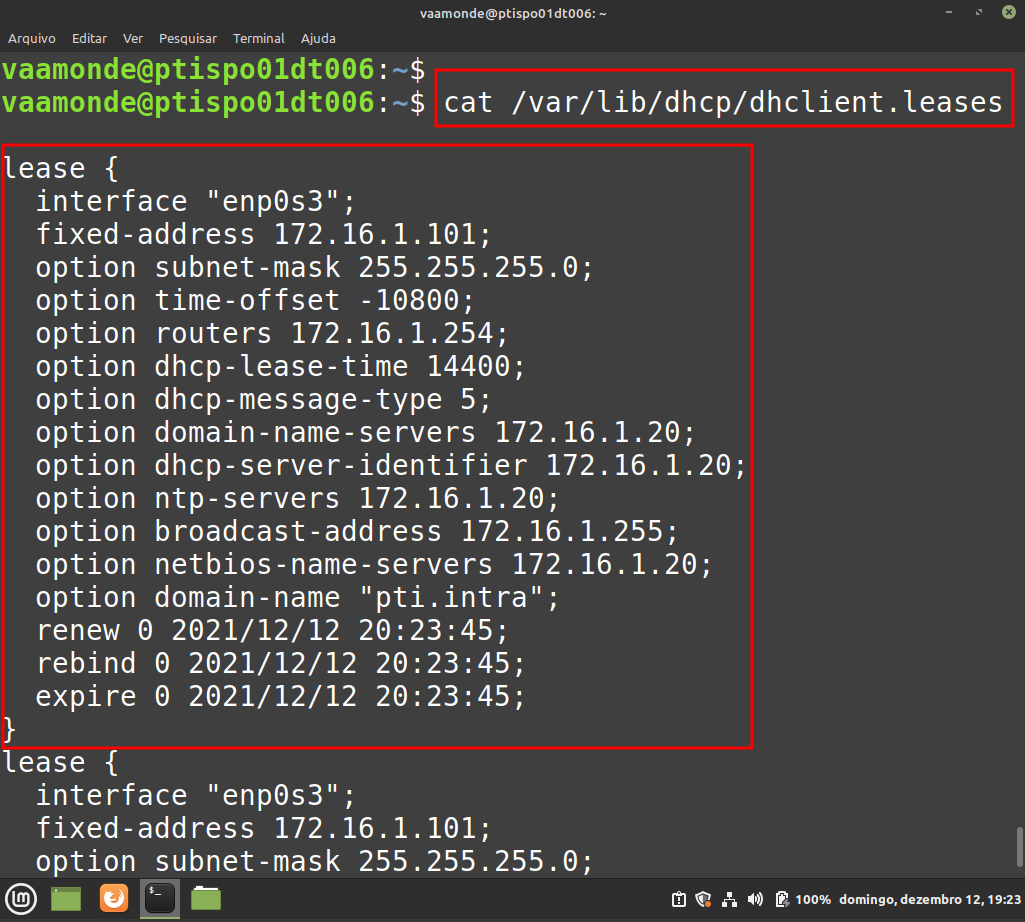 vaamonde@ptispo01dt006: ~
Arquivo Editar Ver Pesquisar Terminal Ajuda
vaamonde@ptispo01dt006:~$
vaamonde@ptispo01dt006:~$ cat /var/lib/dhcp/dhclient.leases
lease {
  interface "enp0s3";
  fixed-address 172.16.1.101;
  option subnet-mask 255.255.255.0;
  option time-offset -10800;
  option routers 172.16.1.254;
  option dhcp-lease-time 14400;
  option dhcp-message-type 5;
  option domain-name-servers 172.16.1.20;
  option dhcp-server-identifier 172.16.1.20;
  option ntp-servers 172.16.1.20;
  option broadcast-address 172.16.1.255;
  option netbios-name-servers 172.16.1.20;
  option domain-name "pti.intra";
  renew 0 2021/12/12 20:23:45;
  rebind 0 2021/12/12 20:23:45;
  expire 0 2021/12/12 20:23:45;
}
lease {
  interface "enp0s3";
  fixed-address 172.16.1.101;
  option subnet-mask 255.255.255.0;
100% domingo, dezembro 12, 19:23